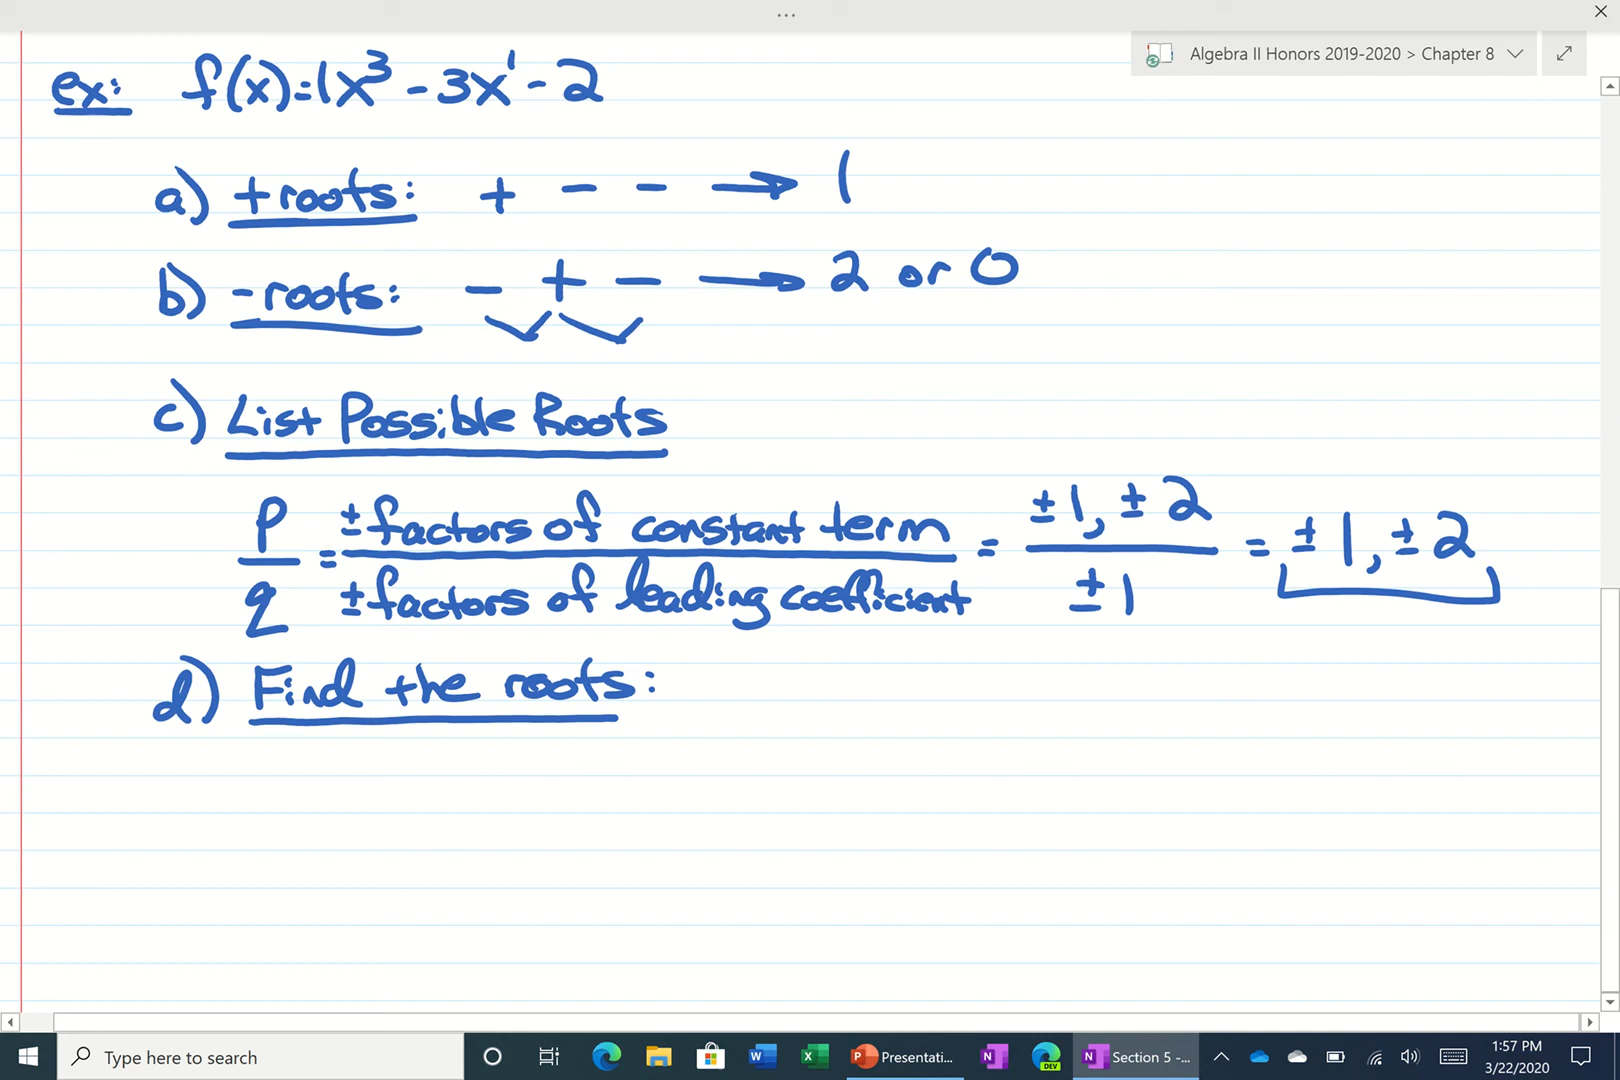 Algebra II Honors 2019-2020 > Chapter 8
ex: f(x)=1x³ - 3x¹ - 2
a) +roots: + - - → 1
b) -roots: - + - → 2 or 0
c) List Possible Roots
p/q = ±factors of constant term / ±factors of leading coefficient = ±1, ±2 / ±1 = ±1, ±2
d) Find the roots:
Type here to search
Presentati...
DEV
Section 5 -...
1:57 PM
3/22/2020